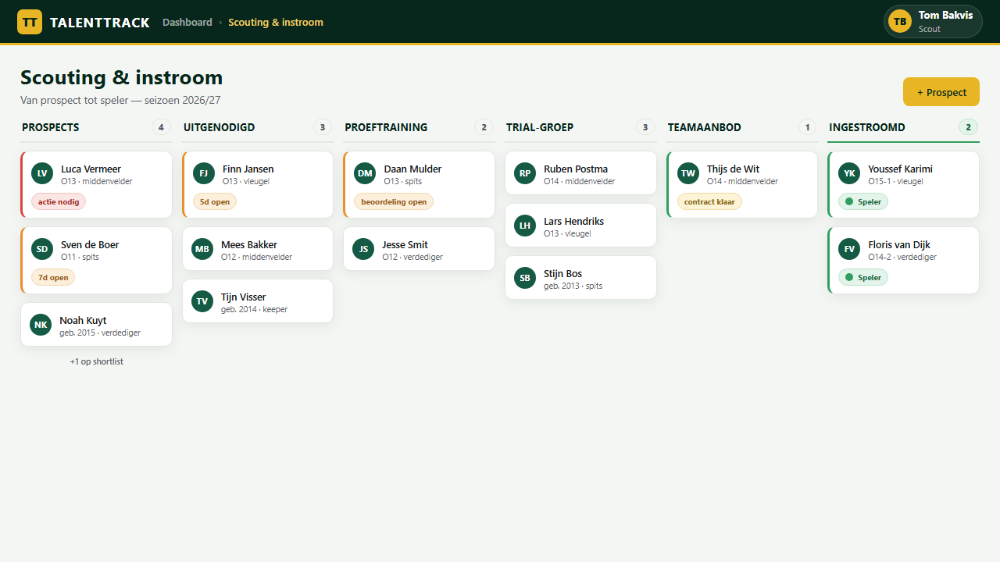 TT TALENTTRACK Dashboard › Scouting & instroom
TB Tom Bakvis
Scout
Scouting & instroom
Van prospect tot speler — seizoen 2026/27
+ Prospect
PROSPECTS 4
LV Luca Vermeer
O13 · middenvelder
actie nodig
SD Sven de Boer
O11 · spits
7d open
NK Noah Kuyt
geb. 2015 · verdediger
+1 op shortlist
UITGENODIGD 3
FJ Finn Jansen
O13 · vleugel
5d open
MB Mees Bakker
O12 · middenvelder
TV Tijn Visser
geb. 2014 · keeper
PROEFTRAINING 2
DM Daan Mulder
O13 · spits
beoordeling open
JS Jesse Smit
O12 · verdediger
TRIAL-GROEP 3
RP Ruben Postma
O14 · middenvelder
LH Lars Hendriks
O13 · vleugel
SB Stijn Bos
geb. 2013 · spits
TEAMAANBOD 1
TW Thijs de Wit
O14 · middenvelder
contract klaar
INGESTROOMD 2
YK Youssef Karimi
O15-1 · vleugel
Speler
FV Floris van Dijk
O14-2 · verdediger
Speler